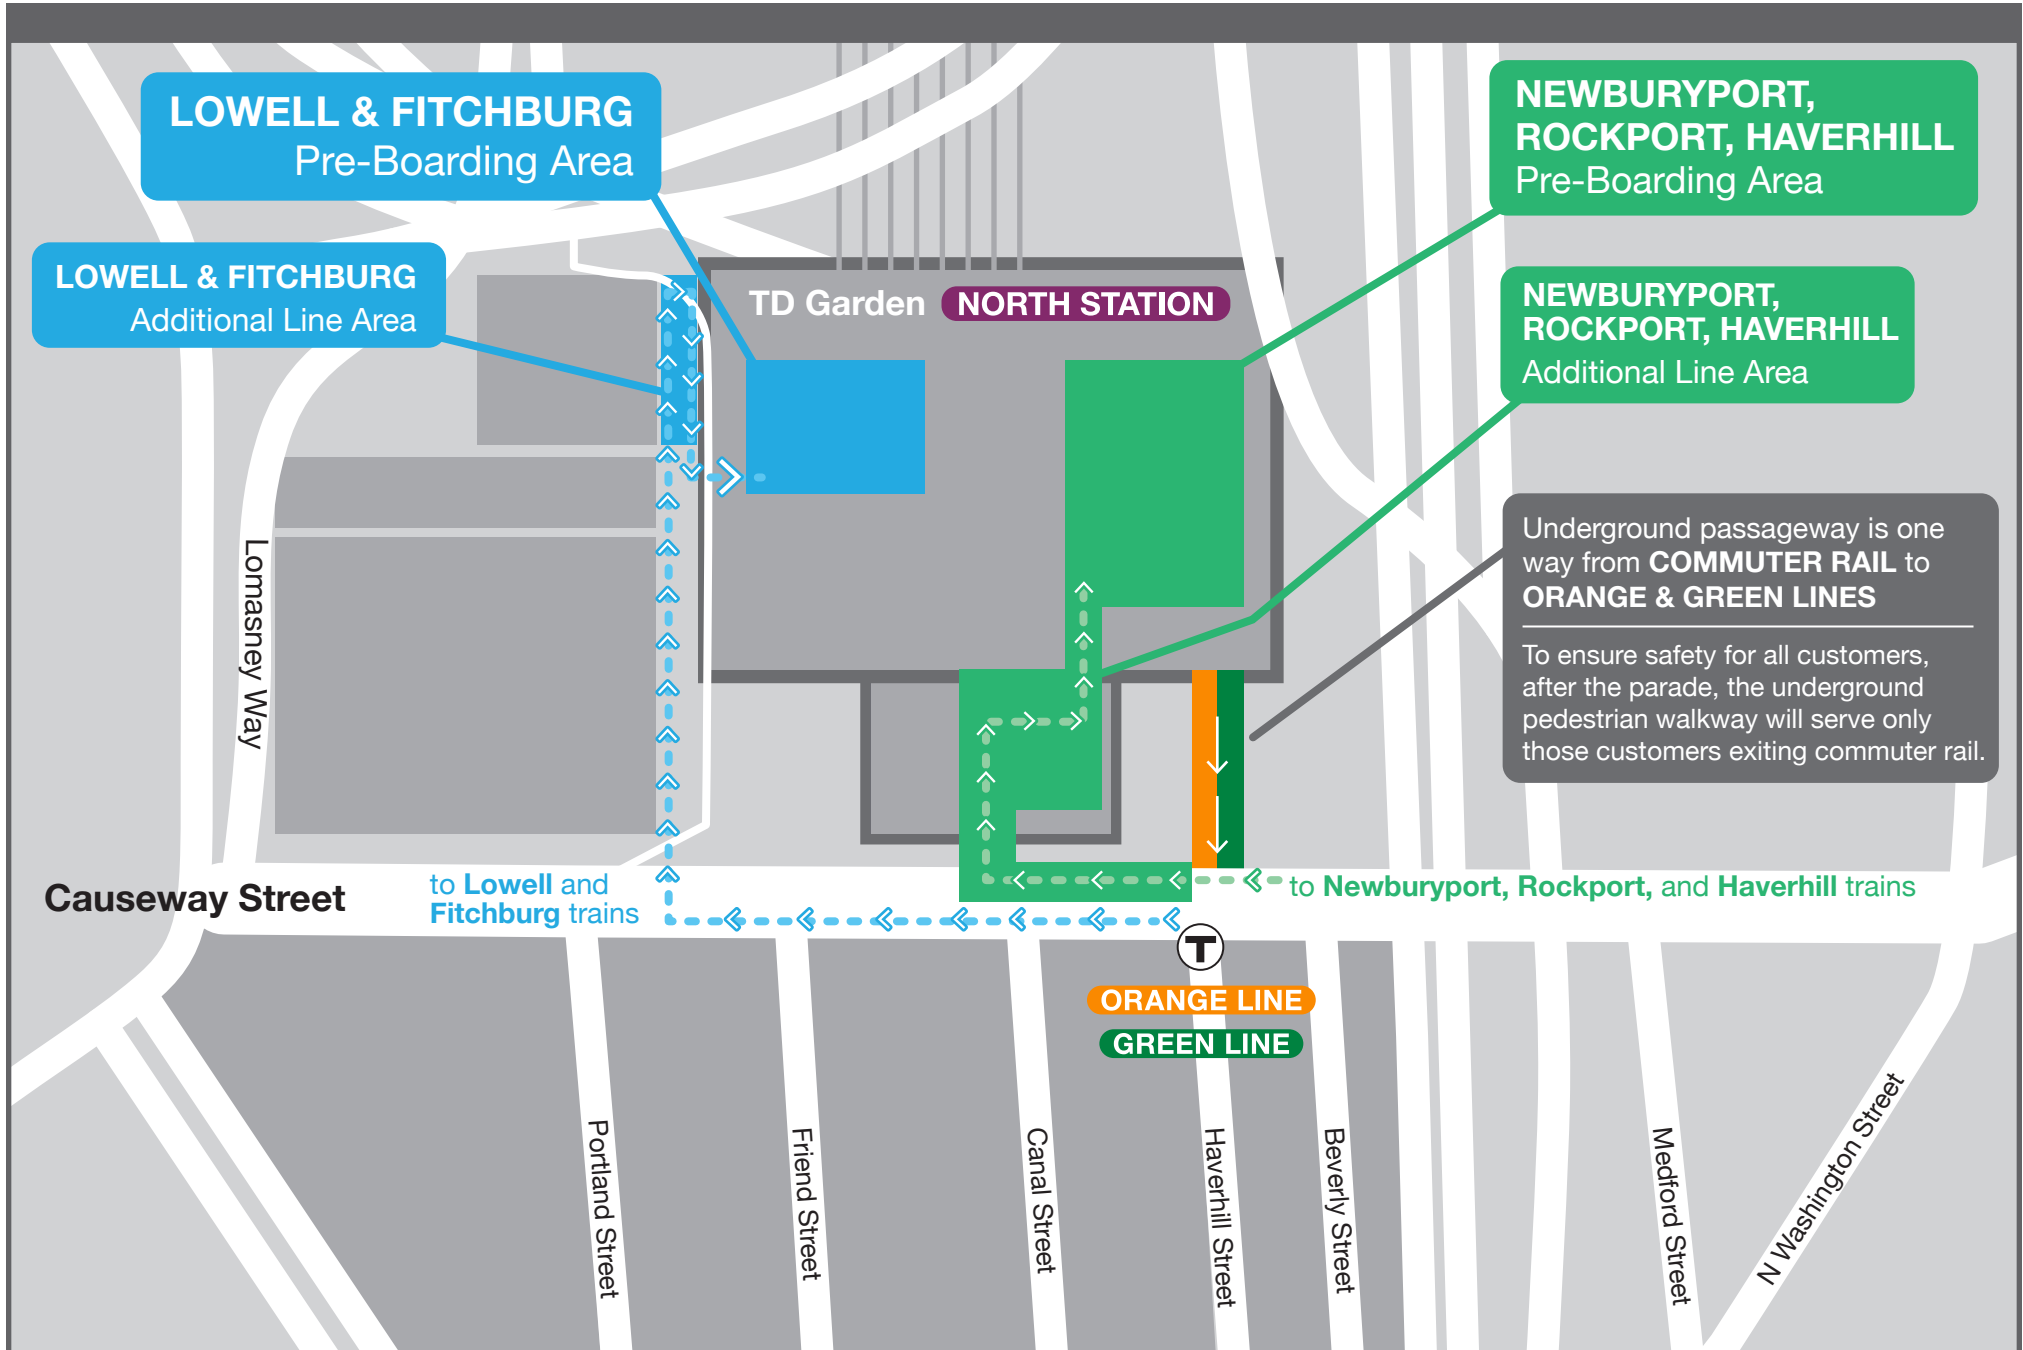 LOWELL & FITCHBURG
Pre-Boarding Area
NEWBURYPORT,
ROCKPORT, HAVERHILL
Pre-Boarding Area
LOWELL & FITCHBURG
Additional Line Area
TD Garden NORTH STATION
NEWBURYPORT,
ROCKPORT, HAVERHILL
Additional Line Area
Underground passageway is one
way from COMMUTER RAIL to
ORANGE & GREEN LINES
To ensure safety for all customers,
after the parade, the underground
pedestrian walkway will serve only
those customers exiting commuter rail.
Lomasney Way
Causeway Street
to Lowell and
Fitchburg trains
to Newburyport, Rockport, and Haverhill trains
T
ORANGE LINE
GREEN LINE
Portland Street
Friend Street
Canal Street
Haverhill Street
Beverly Street
Medford Street
N Washington Street